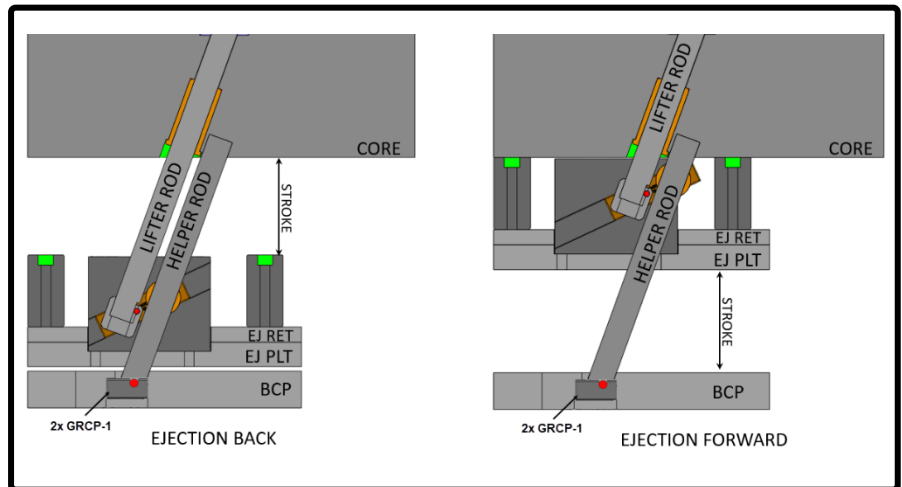 CORE
STROKE
LIFTER ROD
HELPER ROD
EJ RET
EJ PLT
BCP
2x GRCP-1
EJECTION BACK
LIFTER ROD
CORE
HELPER ROD
EJ RET
EJ PLT
STROKE
BCP
2x GRCP-1
EJECTION FORWARD